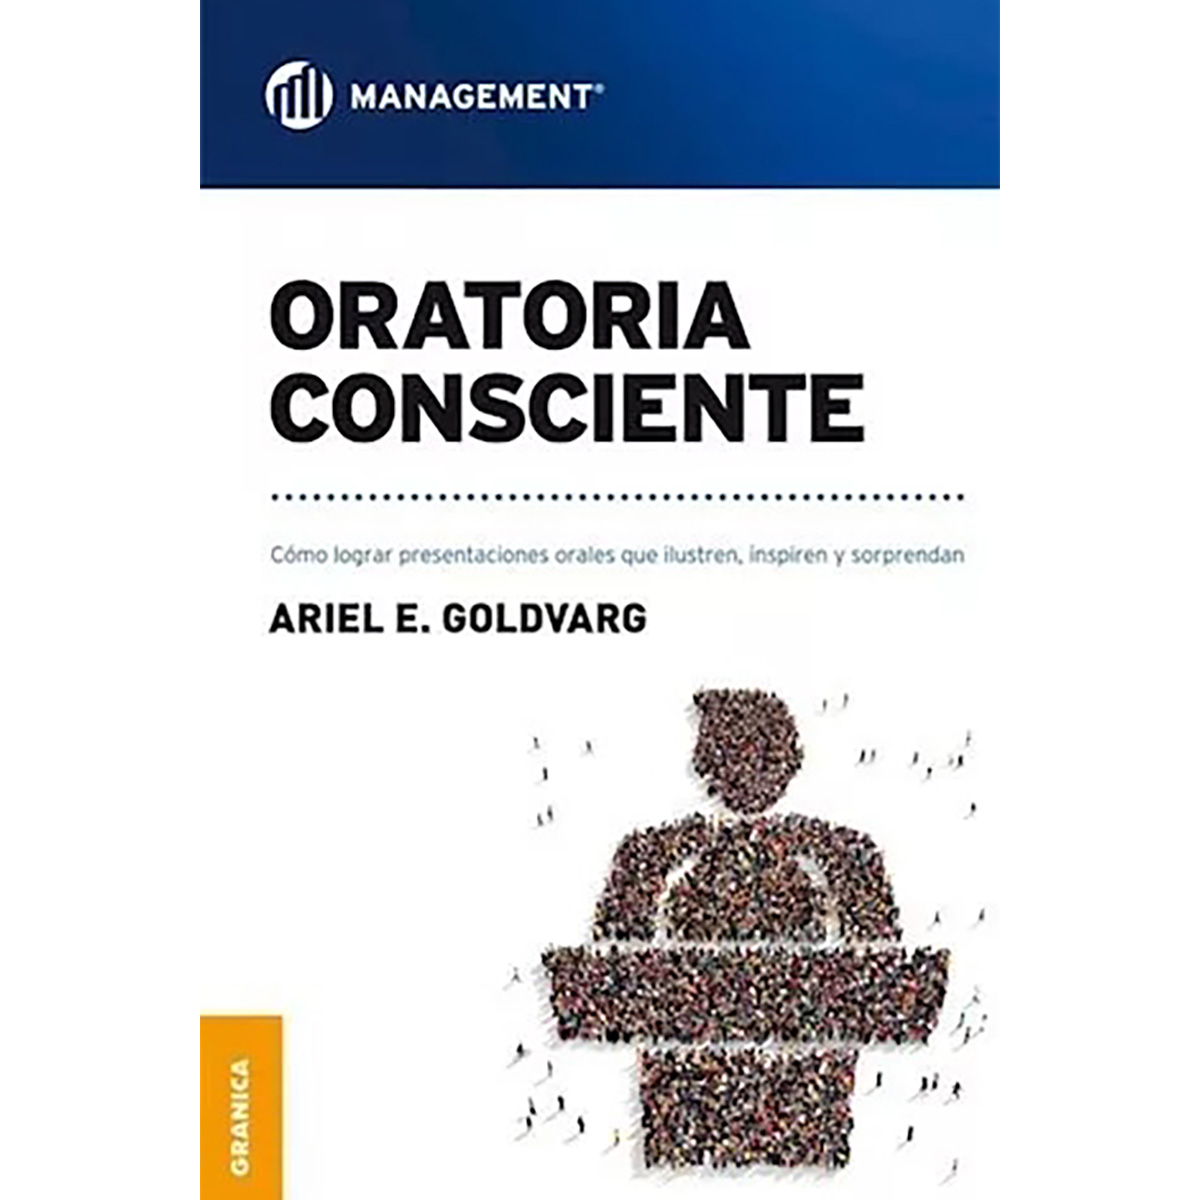 MANAGEMENT®
ORATORIA
CONSCIENTE
Cómo lograr presentaciones orales que ilustren, inspiren y sorprendan
ARIEL E. GOLDVARG
GRANICA